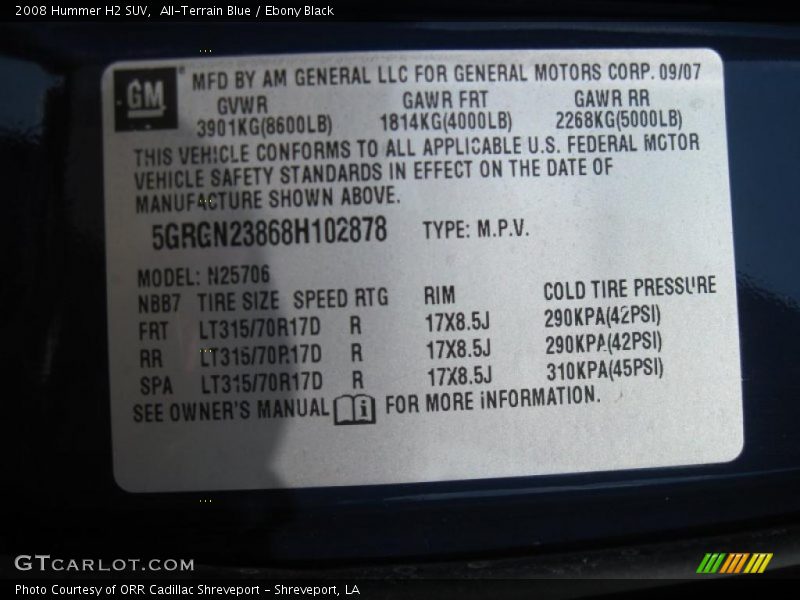 2008 Hummer H2 SUV,  All-Terrain Blue / Ebony Black
GM
MFD BY AM GENERAL LLC FOR GENERAL MOTORS CORP. 09/07
GVWR GAWR FRT GAWR RR
3901KG(8600LB) 1814KG(4000LB) 2268KG(5000LB)
THIS VEHICLE CONFORMS TO ALL APPLICABLE U.S. FEDERAL MOTOR
VEHICLE SAFETY STANDARDS IN EFFECT ON THE DATE OF
MANUFACTURE SHOWN ABOVE.
5GRGN23868H102878 TYPE: M.P.V.
MODEL: N25706
NBB7 TIRE SIZE SPEED RTG RIM COLD TIRE PRESSURE
FRT LT315/70R17D R 17X8.5J 290KPA(42PSI)
RR LT315/70R17D R 17X8.5J 290KPA(42PSI)
SPA LT315/70R17D R 17X8.5J 310KPA(45PSI)
SEE OWNER'S MANUAL i FOR MORE INFORMATION.
GTCARLOT.COM
Photo Courtesy of ORR Cadillac Shreveport - Shreveport, LA